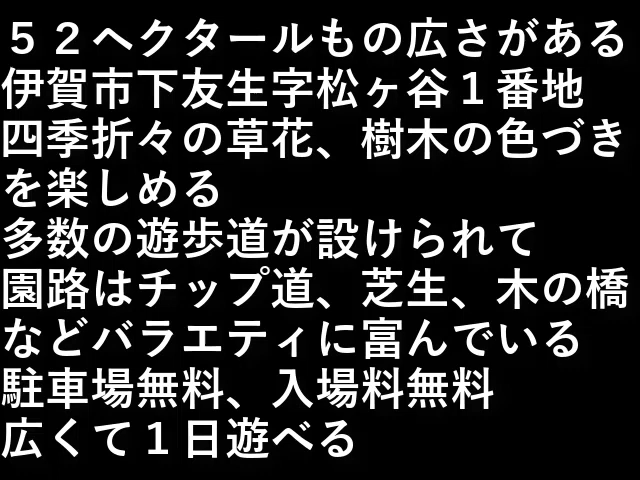 ５２ヘクタールもの広さがある
伊賀市下友生字松ヶ谷１番地
四季折々の草花、樹木の色づき
を楽しめる
多数の遊歩道が設けられて
園路はチップ道、芝生、木の橋
などバラエティに富んでいる
駐車場無料、入場料無料
広くて１日遊べる